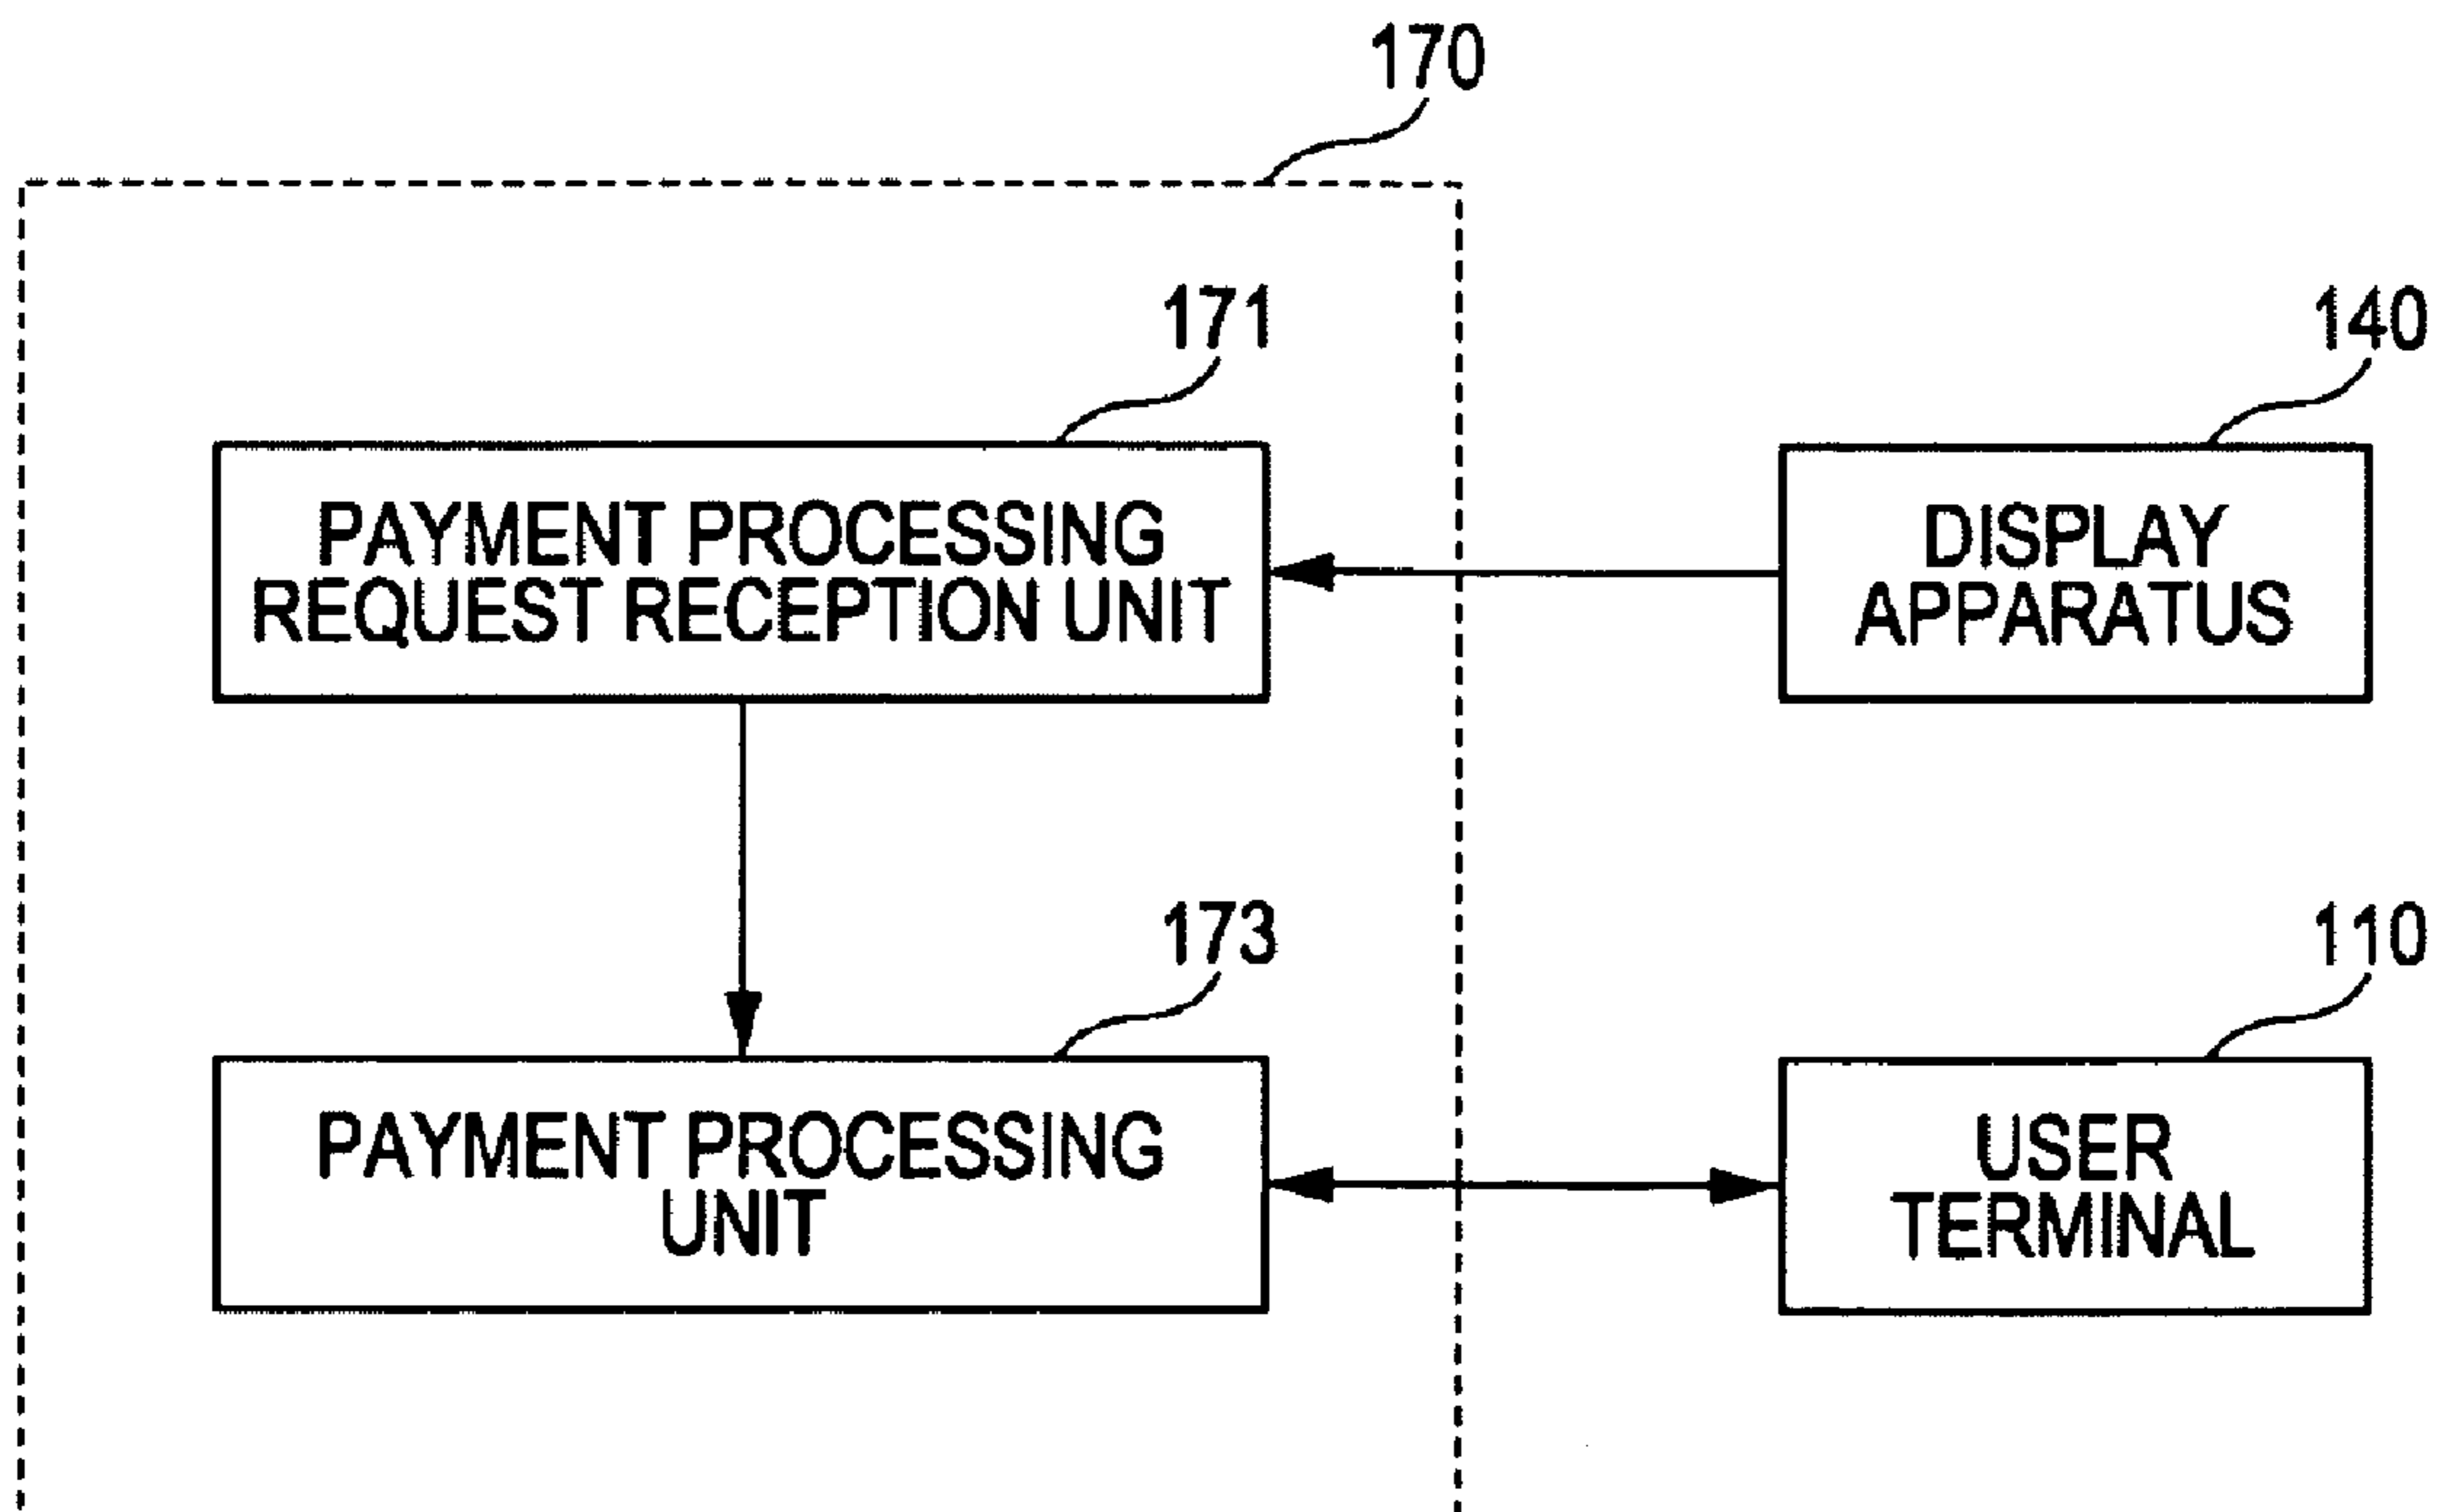 170
171
140
PAYMENT PROCESSING
REQUEST RECEPTION UNIT
DISPLAY
APPARATUS
173
110
PAYMENT PROCESSING
UNIT
USER
TERMINAL